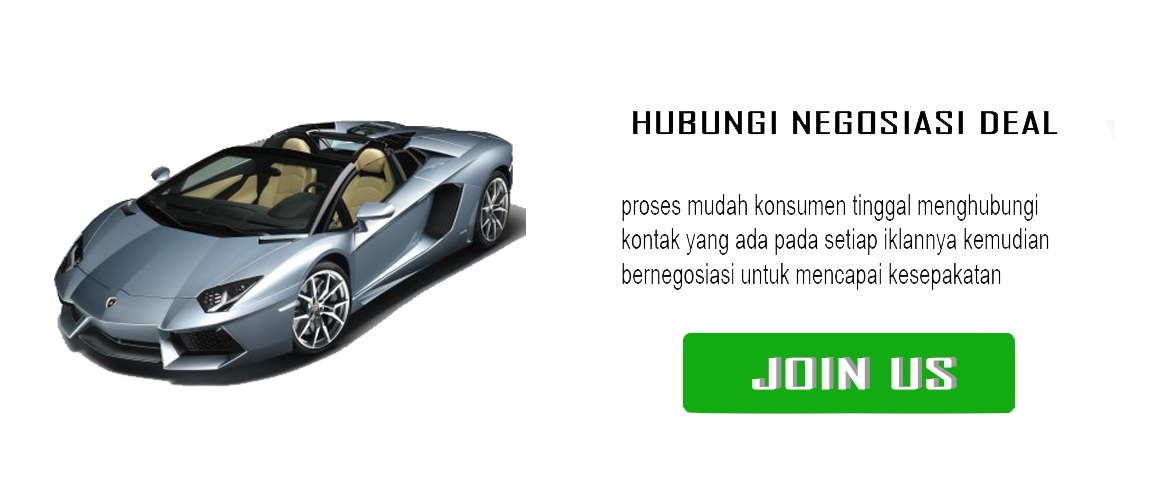 HUBUNGI NEGOSIASI DEAL
proses mudah konsumen tinggal menghubungi
kontak yang ada pada setiap iklannya kemudian
bernegosiasi untuk mencapai kesepakatan
JOIN US